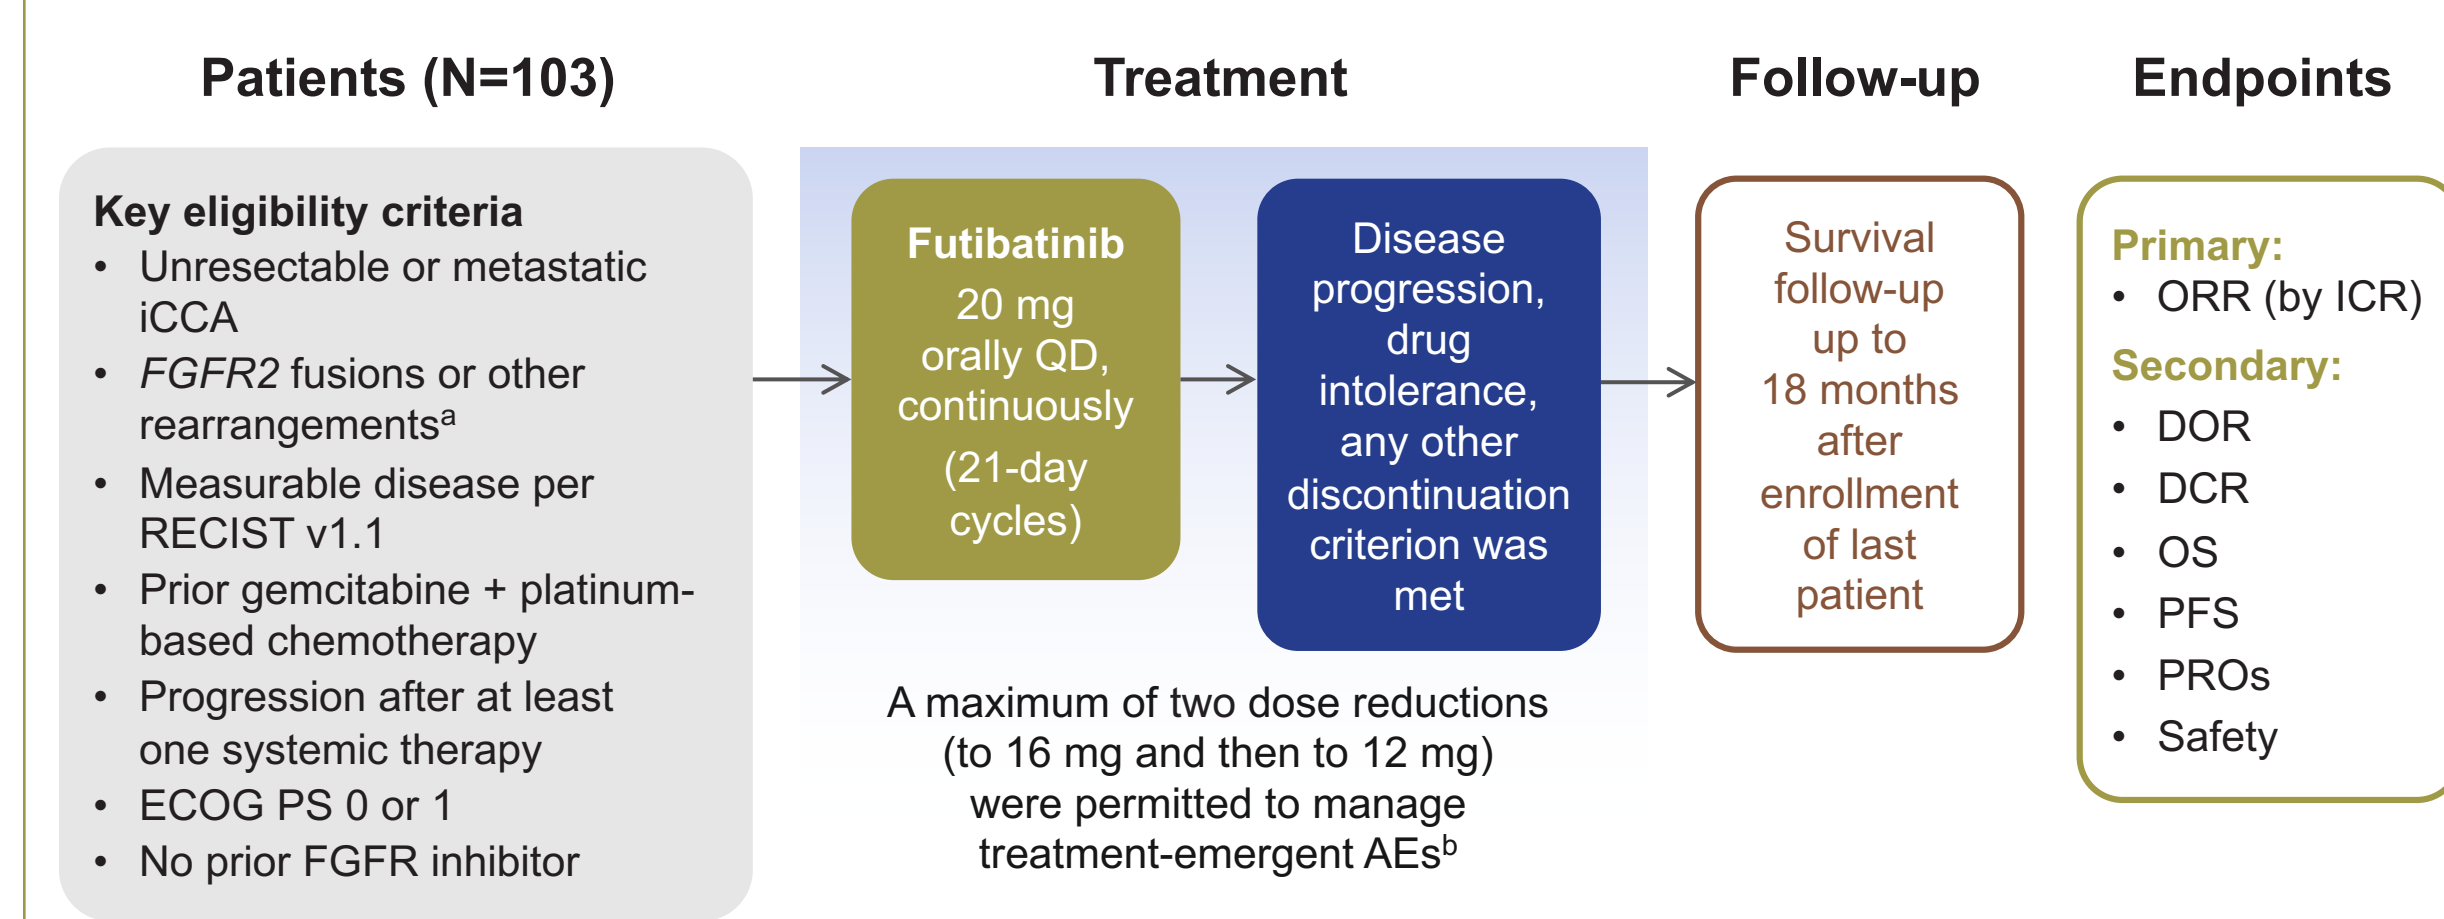 Patients (N=103)
Key eligibility criteria
• Unresectable or metastatic
iCCA
• FGFR2 fusions or other
rearrangementsᵃ
• Measurable disease per
RECIST v1.1
• Prior gemcitabine + platinum-
based chemotherapy
• Progression after at least
one systemic therapy
• ECOG PS 0 or 1
• No prior FGFR inhibitor
Treatment
Futibatinib
20 mg
orally QD,
continuously
(21-day
cycles)
Disease
progression,
drug
intolerance,
any other
discontinuation
criterion was
met
A maximum of two dose reductions
(to 16 mg and then to 12 mg)
were permitted to manage
treatment-emergent AEsᵇ
Follow-up
Survival
follow-up
up to
18 months
after
enrollment
of last
patient
Endpoints
Primary:
• ORR (by ICR)
Secondary:
• DOR
• DCR
• OS
• PFS
• PROs
• Safety